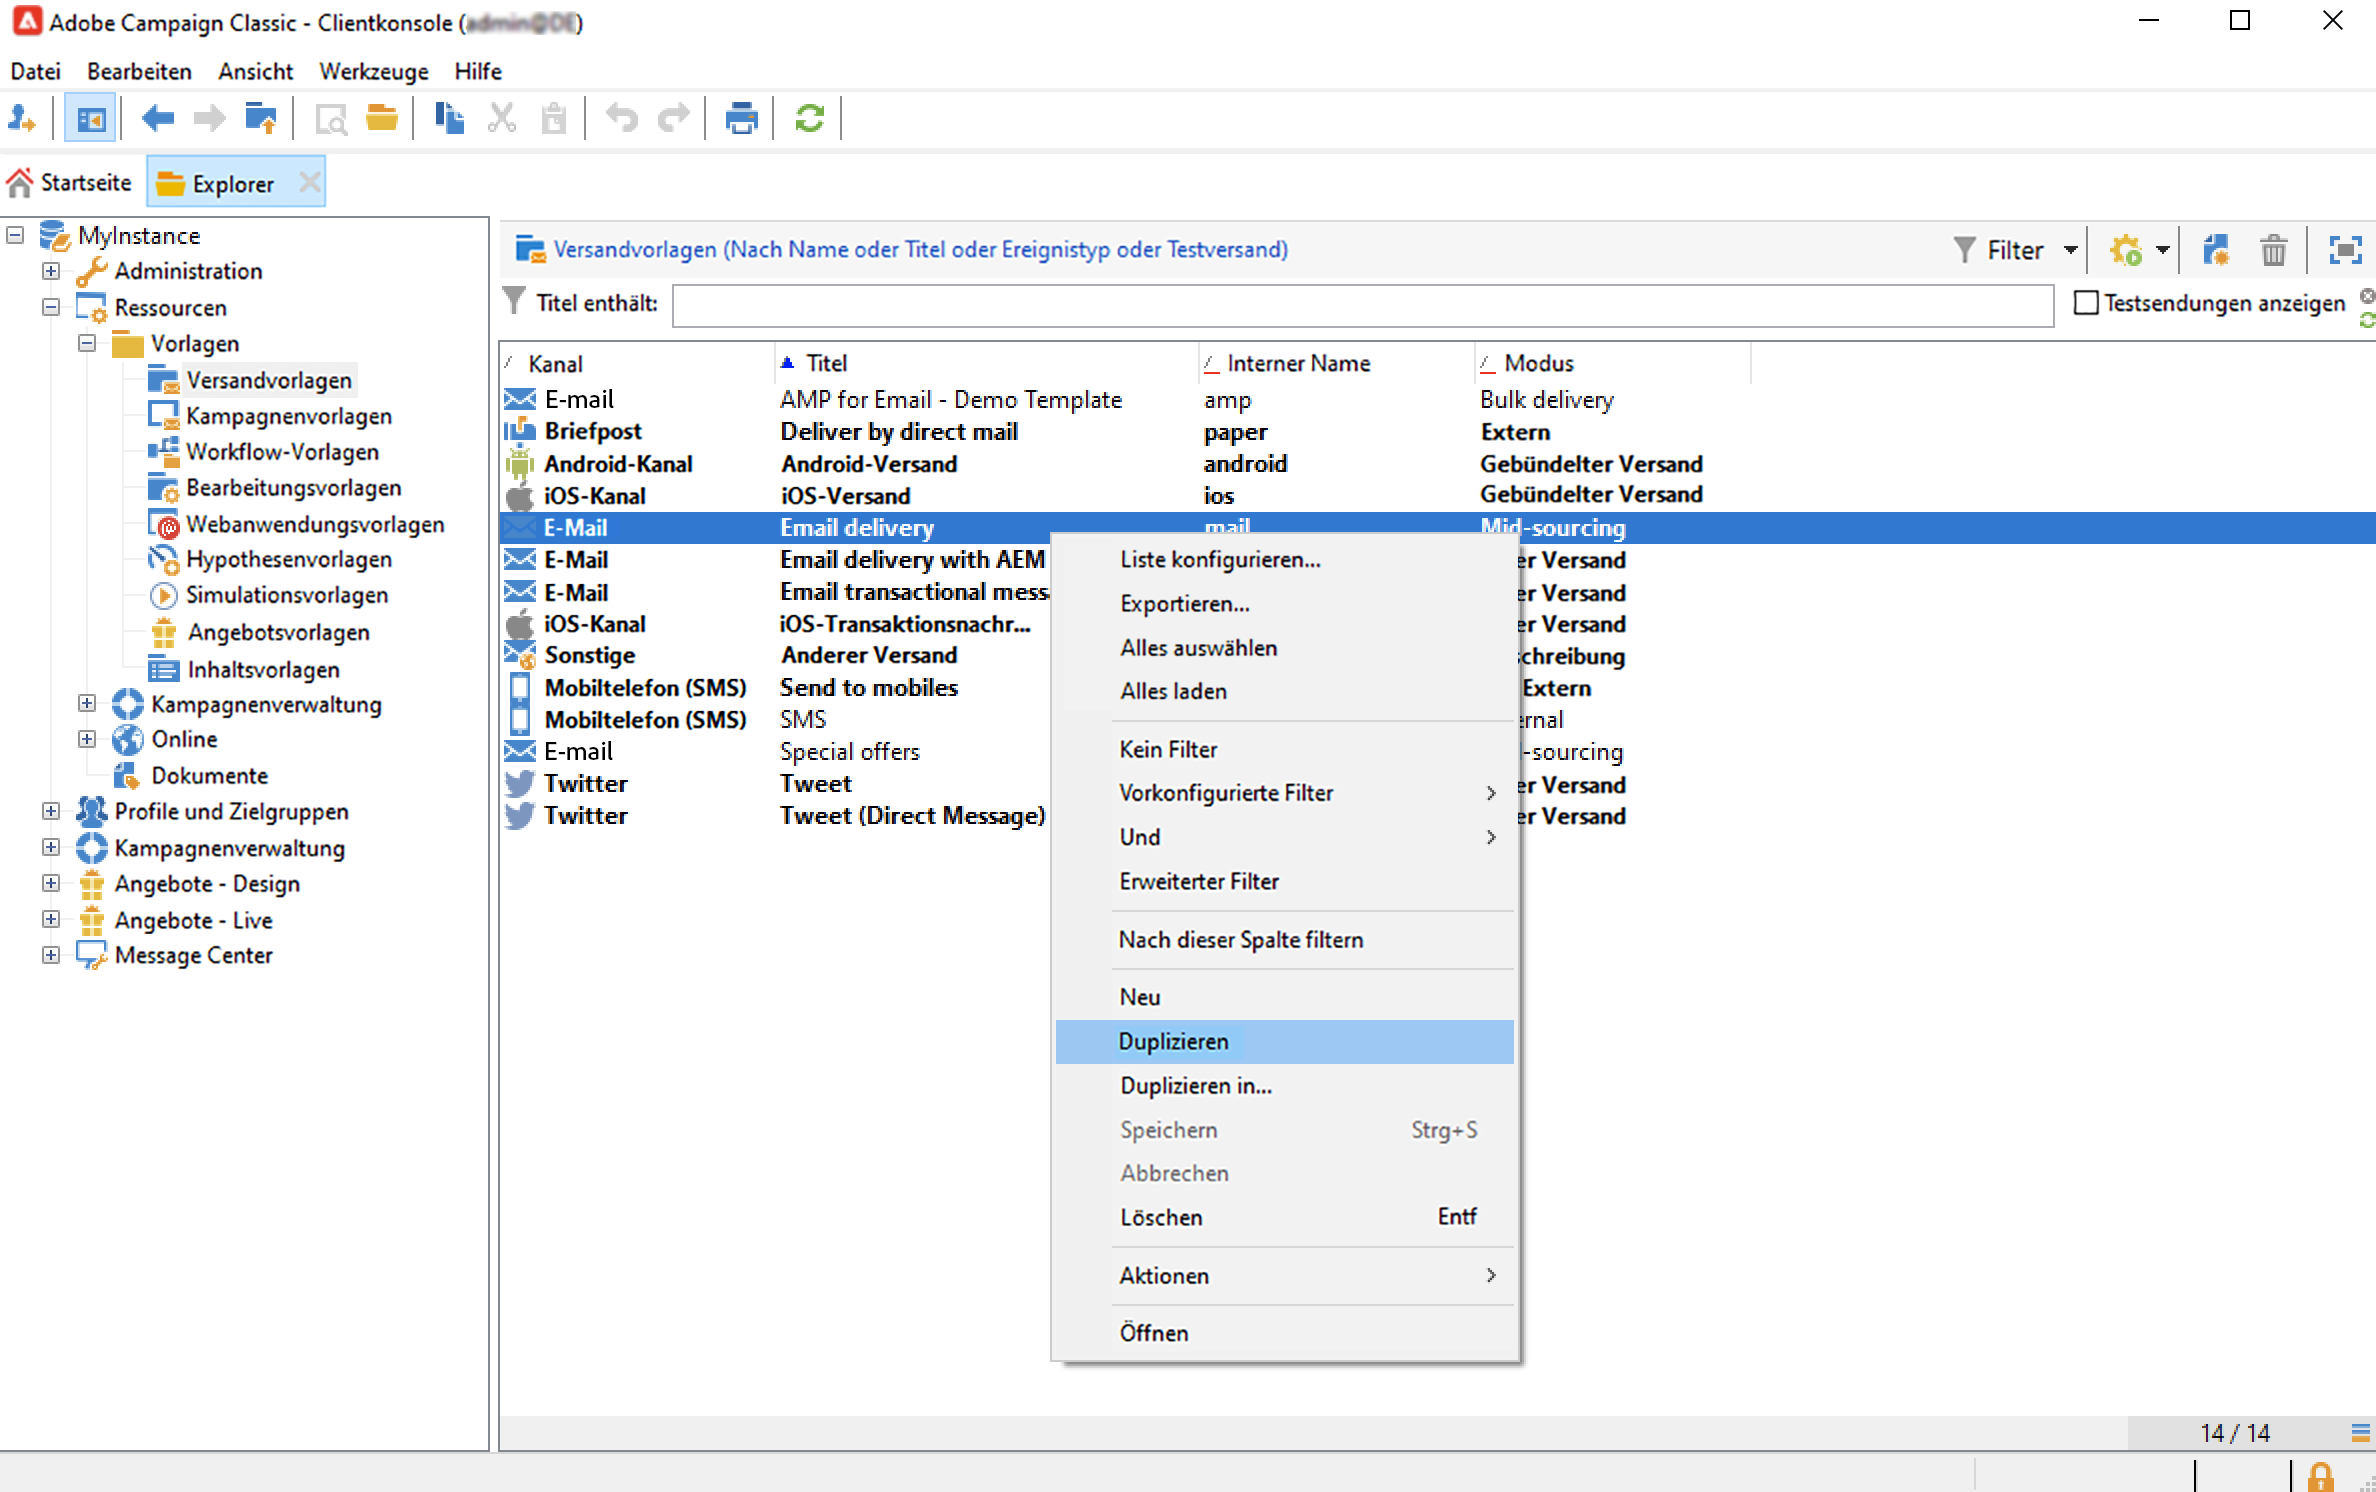 Adobe Campaign Classic - Clientkonsole ( )
Datei Bearbeiten Ansicht Werkzeuge Hilfe
Startseite Explorer
MyInstance
Administration
Ressourcen
Vorlagen
Versandvorlagen
Kampagnenvorlagen
Workflow-Vorlagen
Bearbeitungsvorlagen
Webanwendungsvorlagen
Hypothesenvorlagen
Simulationsvorlagen
Angebotsvorlagen
Inhaltsvorlagen
Kampagnenverwaltung
Online
Dokumente
Profile und Zielgruppen
Kampagnenverwaltung
Angebote - Design
Angebote - Live
Message Center
Versandvorlagen (Nach Name oder Titel oder Ereignistyp oder Testversand) Filter
Titel enthält: Testsendungen anzeigen
Kanal Titel Interner Name Modus
E-mail AMP for Email - Demo Template amp Bulk delivery
Briefpost Deliver by direct mail paper Extern
Android-Kanal Android-Versand android Gebündelter Versand
iOS-Kanal iOS-Versand ios Gebündelter Versand
E-Mail Email delivery mail Mid-sourcing
E-Mail Email delivery with AEM er Versand
E-Mail Email transactional mess er Versand
iOS-Kanal iOS-Transaktionsnachr... er Versand
Sonstige Anderer Versand schreibung
Mobiltelefon (SMS) Send to mobiles Extern
Mobiltelefon (SMS) SMS ernal
E-mail Special offers -sourcing
Twitter Tweet er Versand
Twitter Tweet (Direct Message) er Versand
Liste konfigurieren...
Exportieren...
Alles auswählen
Alles laden
Kein Filter
Vorkonfigurierte Filter
Und
Erweiterter Filter
Nach dieser Spalte filtern
Neu
Duplizieren
Duplizieren in...
Speichern Strg+S
Abbrechen
Löschen Entf
Aktionen
Öffnen
14 / 14